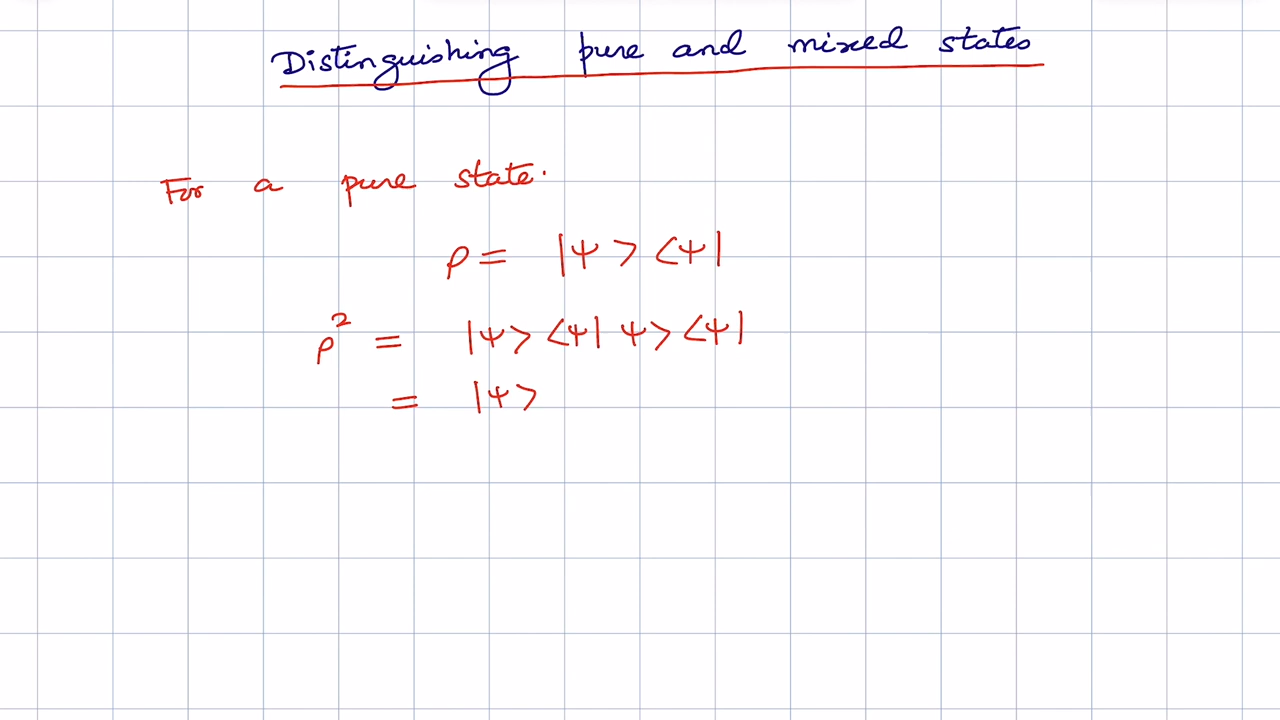 Distinguishing pure and mixed states
For a pure state.
ρ = |ψ> <ψ|
ρ² = |ψ> <ψ| ψ> <ψ|
= |ψ>